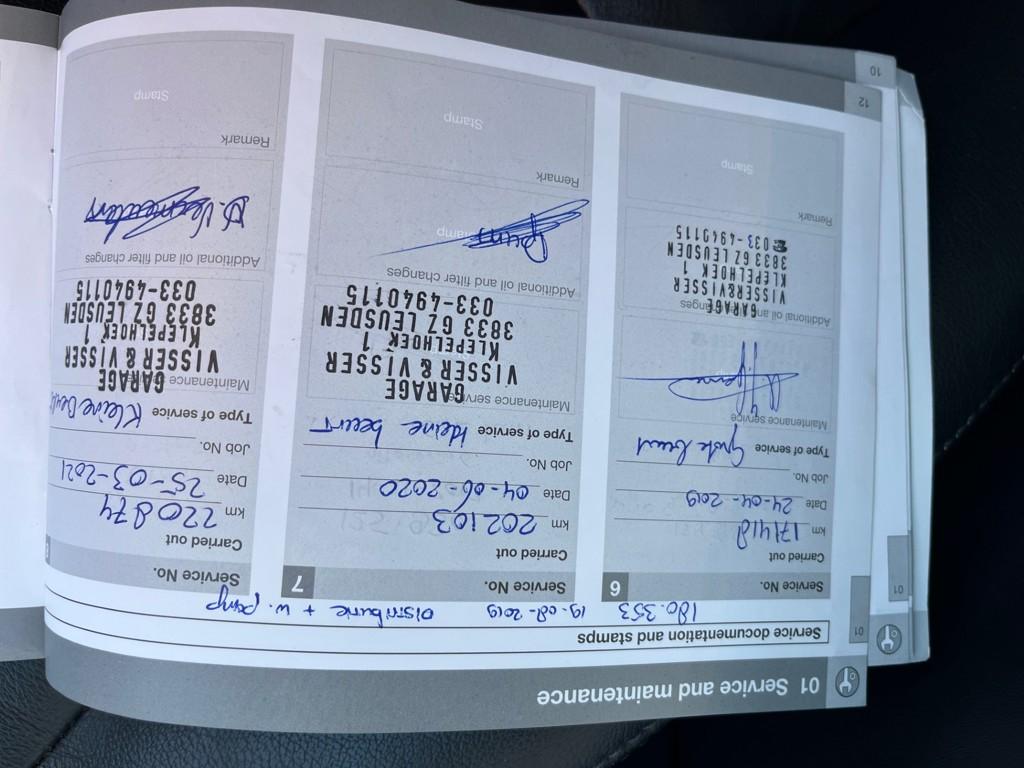 01 Service and maintenance
Service documentation and stamps
180.353 19-08-2019 Distributie + w. pomp
Service No. 6
Carried out
km 171418
Date 24-04-2019
Job No.
Type of service Grote beurt
Maintenance service
Additional oil and filter changes
GARAGE
VISSER & VISSER
KLEPELHOEK 1
3833 GZ LEUSDEN
☎ 033-4940115
Remark
Stamp
Service No. 7
Carried out
km 202103
Date 04-06-2020
Job No.
Type of service kleine beurt
Maintenance service
GARAGE
VISSER & VISSER
KLEPELHOEK 1
3833 GZ LEUSDEN
033-4940115
Additional oil and filter changes
Stamp
Remark
Stamp
Service No.
Carried out
km 220874
Date 25-03-2021
Job No.
Type of service Kleine Beurt
Maintenance service
GARAGE
VISSER & VISSER
KLEPELHOEK 1
3833 GZ LEUSDEN
033-4940115
Additional oil and filter changes
Remark
Stamp
12
01
10
01